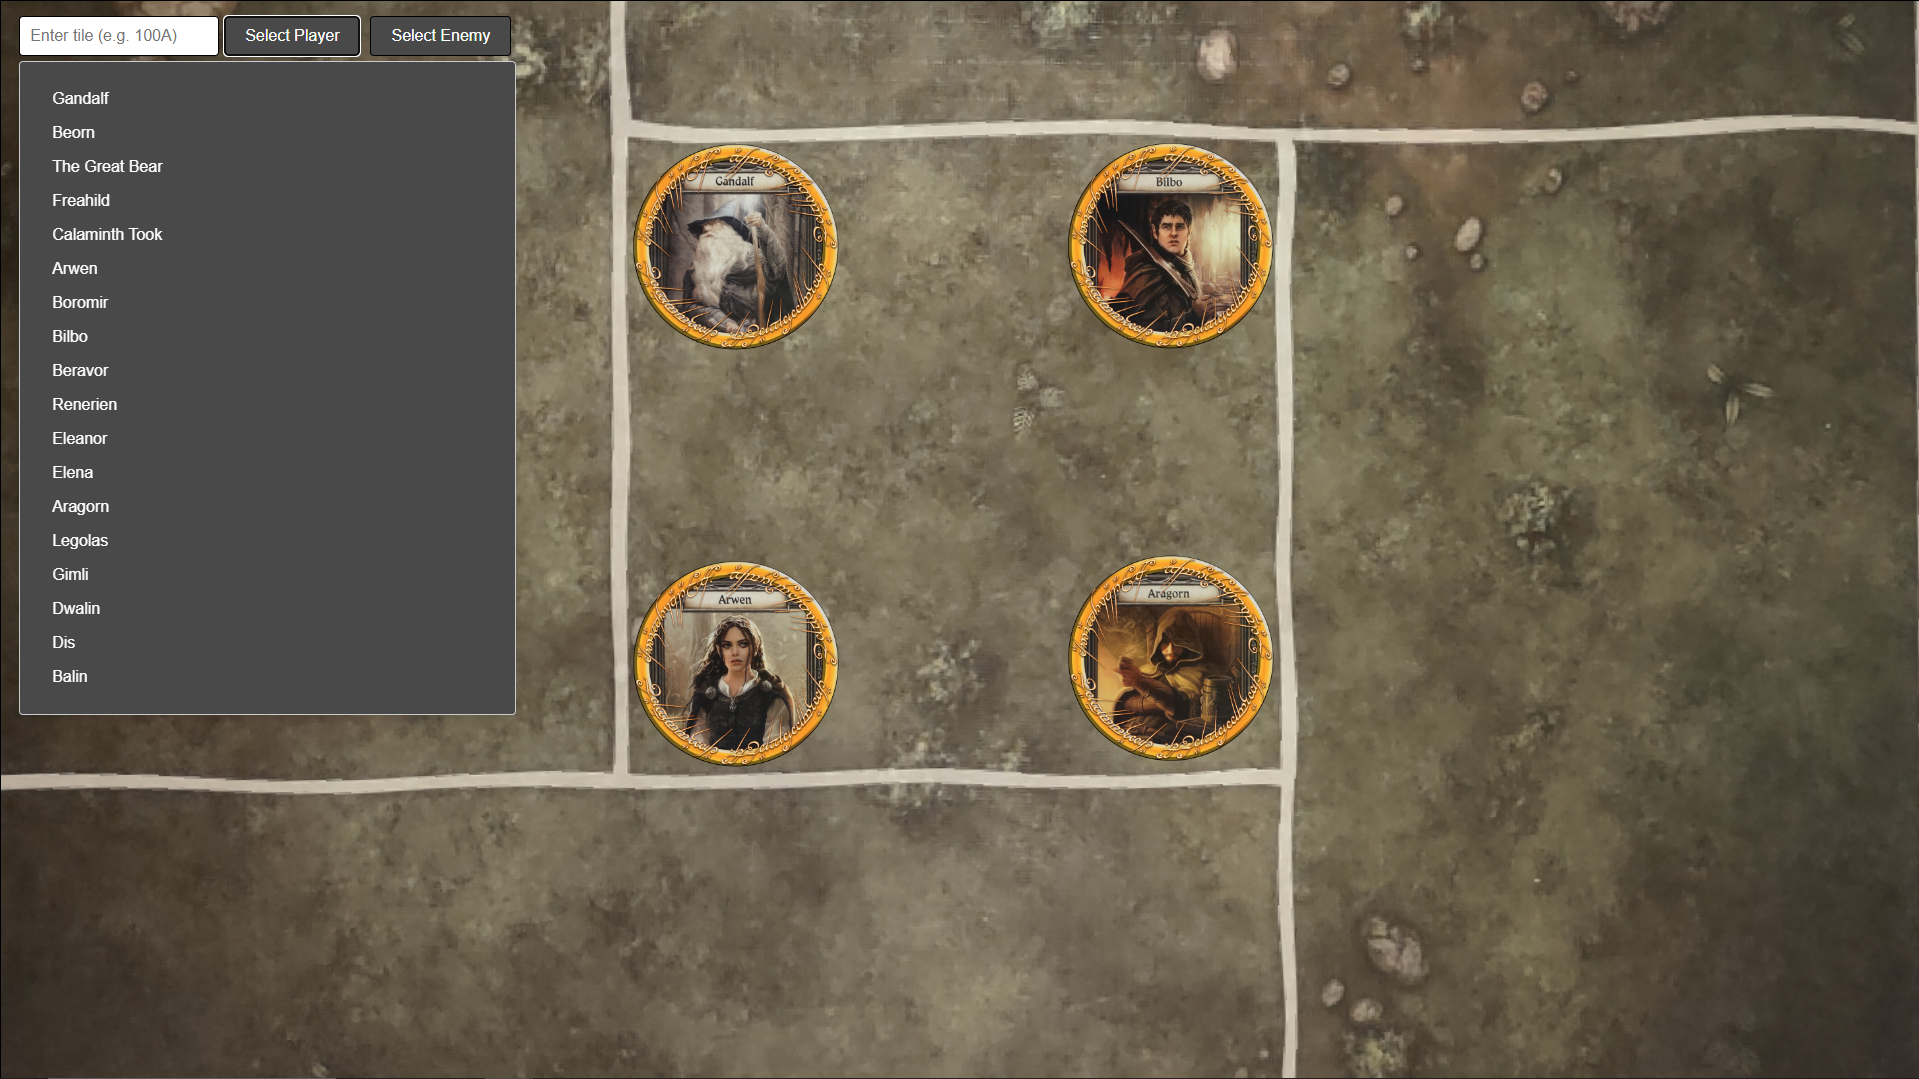 Enter tile (e.g. 100A)
Select Player
Select Enemy
Gandalf
Beorn
The Great Bear
Freahild
Calaminth Took
Arwen
Boromir
Bilbo
Beravor
Renerien
Eleanor
Elena
Aragorn
Legolas
Gimli
Dwalin
Dis
Balin
Gandalf
Bilbo
Arwen
Aragorn